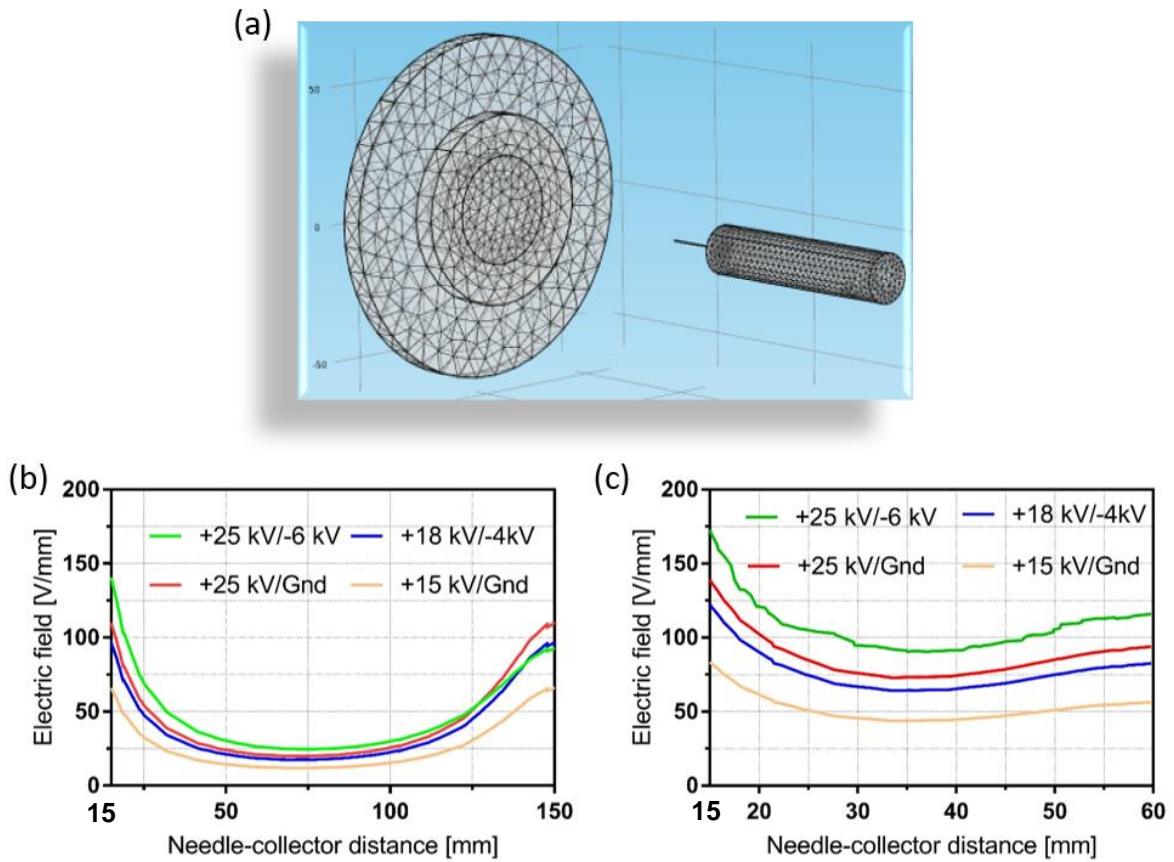 (a)
50
0
-50
(b)
(c)
200
150
100
50
0
Electric field [V/mm]
+25 kV/-6 kV
+18 kV/-4kV
+25 kV/Gnd
+15 kV/Gnd
15
50
100
150
Needle-collector distance [mm]
200
150
100
50
0
Electric field [V/mm]
+25 kV/-6 kV
+18 kV/-4kV
+25 kV/Gnd
+15 kV/Gnd
15
20
30
40
50
60
Needle-collector distance [mm]